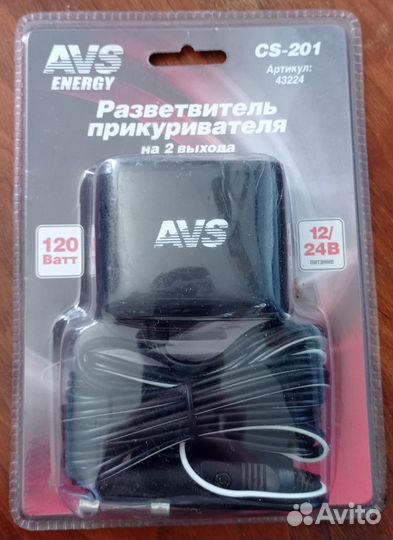 AVS
ENERGY
CS-201
Артикул:
43224
Разветвитель
прикуривателя
на 2 выхода
AVS
120
Ватт
12/
24В
питание
Avito